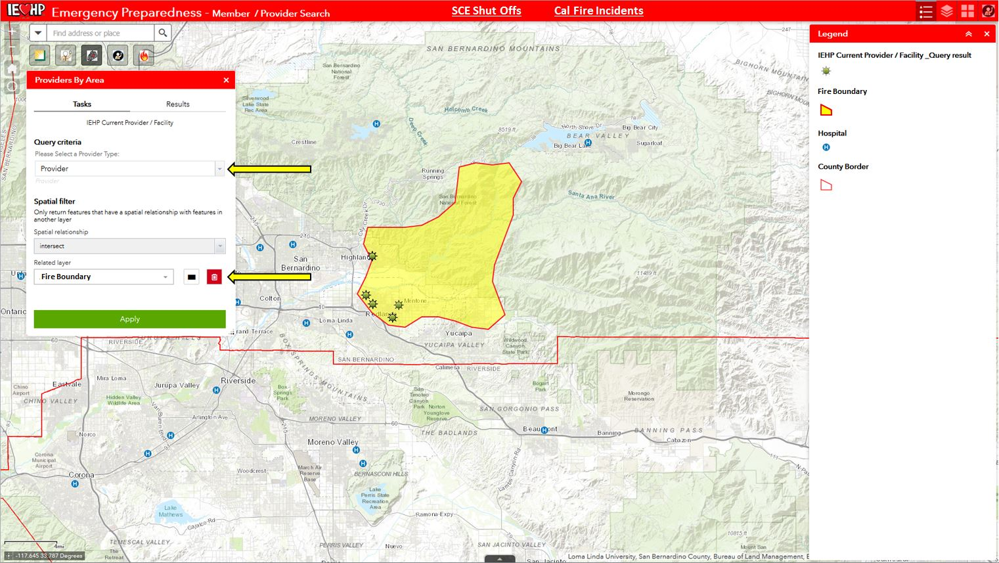 IEHP Emergency Preparedness - Member / Provider Search
SCE Shut Offs
Cal Fire Incidents
Find address or place
Providers By Area
Tasks
Results
IEHP Current Provider / Facility
Query criteria
Please Select a Provider Type:
Provider
Provider
Spatial filter
Only return features that have a spatial relationship with features in
another layer
Spatial relationship
intersect
Related layer
Fire Boundary
Apply
Legend
IEHP Current Provider / Facility _Query result
Fire Boundary
Hospital
H
County Border
247
SAN BERNARDINO MOUNTAINS
BIGHORN MOUN
BIGHORN MOU
San Bernardino
National
Forest
Silverwood
Lake State
Rec Area
Holcomb Creek
Deep Creek
8519 ft
North Shore Dr
Big Bear City
BEAR VALLEY
Big Bear Lake
Sugarloaf
Crestline
Running
Springs
Santa Ana River
San Bernardino
National Forest
City Creek Dr
330
210
San
Bernardino
Highland
11489 ft
SAN BERNARDINO
Colton
10
Loma Linda
Mentone
Redlands
Ontario
Grand Terrace
Yucaipa
YUCAIPA VALLEY
Wildwood
Canyon
State Park
JURUPA HILLS
RIVERSIDE
SAN BERNARDINO
RIVERSIDE
Calimesa
BOX SPRINGS MOUNTAINS
Mira Loma
Chino
Airport
Eastvale
Jurupa Valley
Riverside
CHINO VALLEY
Hidden Valley
Wildlife Area
Box
Springs
Park
San
Timoteo
Canyon
Park
Norton
Younglove
Reserve
Bogart
Park
Morongo
Reservation
SAN GORGONIO PASS
83
Van Buren Blvd
Arlington Ave
MORENO VALLEY
60
215
THE BADLANDS
Beaumont
Banning
BANNING PASS
Cabazon
Norco
Moreno Valley
Corona
Municipal
Airport
Corona
Woodcrest
March Air
Reserve
Base
BERNASCONI HILLS
Lambs Canyon Rd
N-Pa
Lake
Perris State
Recreation
Area
Lake
Mathews
Cajalco Rd
Ramona-Expy
10815 ft
TEMESCAL VALLEY
The
Retreat
PERRIS VALLEY
Nuevo
SAN JACINTO VALLEY
San Jacinto
Mount San
4mi
-117.645 33.787 Degrees
Loma Linda University, San Bernardino County, Bureau of Land Management, E